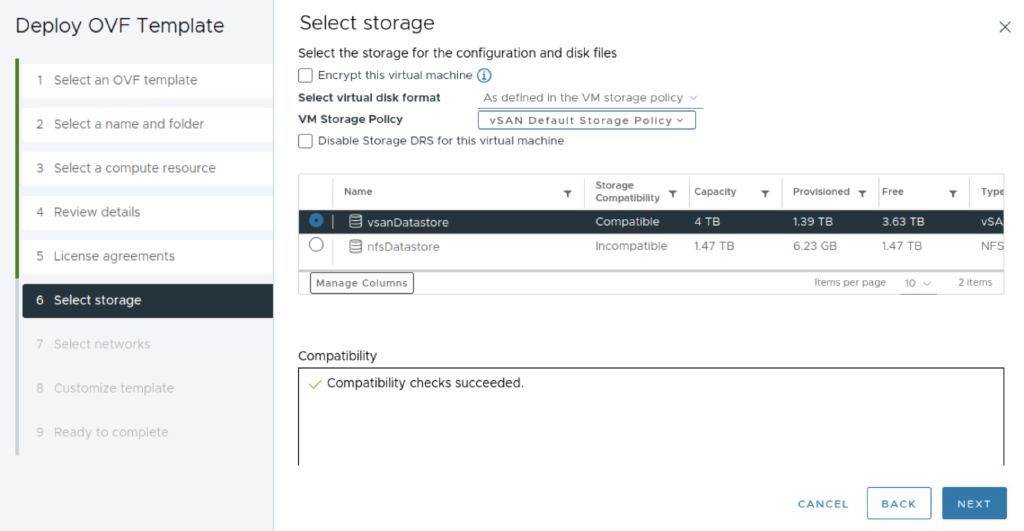 Deploy OVF Template
1 Select an OVF template
2 Select a name and folder
3 Select a compute resource
4 Review details
5 License agreements
6 Select storage
7 Select networks
8 Customize template
9 Ready to complete
Select storage
Select the storage for the configuration and disk files
Encrypt this virtual machine
Select virtual disk format As defined in the VM storage policy
VM Storage Policy vSAN Default Storage Policy
Disable Storage DRS for this virtual machine
Name Storage Compatibility Capacity Provisioned Free Type
vsanDatastore Compatible 4 TB 1.39 TB 3.63 TB vSA
nfsDatastore Incompatible 1.47 TB 6.23 GB 1.47 TB NFS
Manage Columns Items per page 10 2 items
Compatibility
Compatibility checks succeeded.
CANCEL BACK NEXT